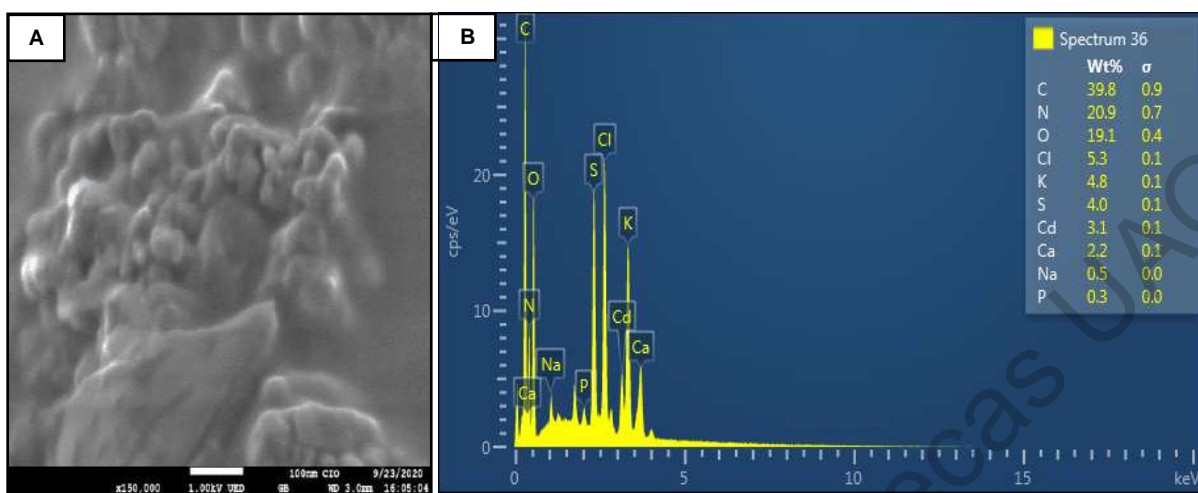 A
100nm CIO 9/23/2020
x150,000 1.00kV UED GB WD 3.0mm 16:05:04
B
cps/eV
20
10
0
C
O
N
Ca
Na
P
S
Cl
Cd
K
Ca
0 5 10 15 keV
Spectrum 36
Wt% σ
C 39.8 0.9
N 20.9 0.7
O 19.1 0.4
Cl 5.3 0.1
K 4.8 0.1
S 4.0 0.1
Cd 3.1 0.1
Ca 2.2 0.1
Na 0.5 0.0
P 0.3 0.0